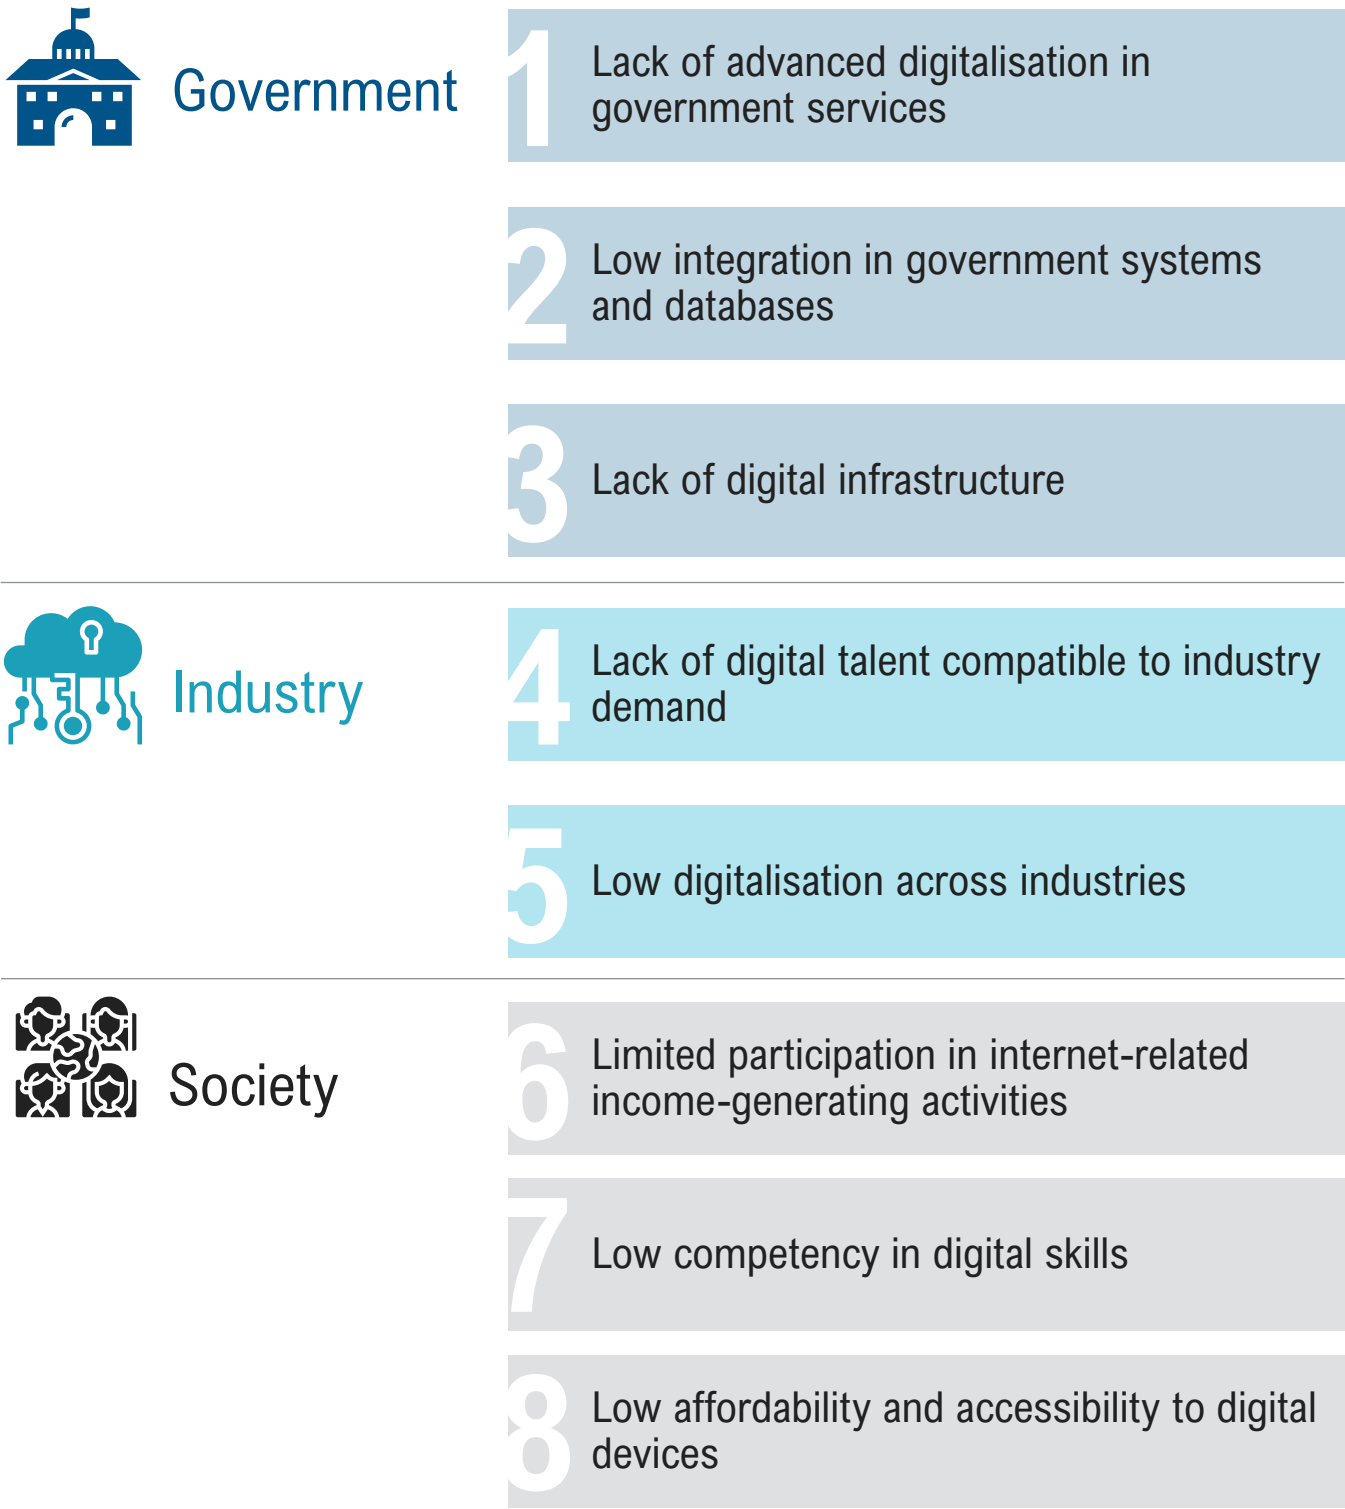 Government
1
Lack of advanced digitalisation in
government services
2
Low integration in government systems
and databases
3
Lack of digital infrastructure
Industry
4
Lack of digital talent compatible to industry
demand
5
Low digitalisation across industries
Society
6
Limited participation in internet-related
income-generating activities
7
Low competency in digital skills
8
Low affordability and accessibility to digital
devices